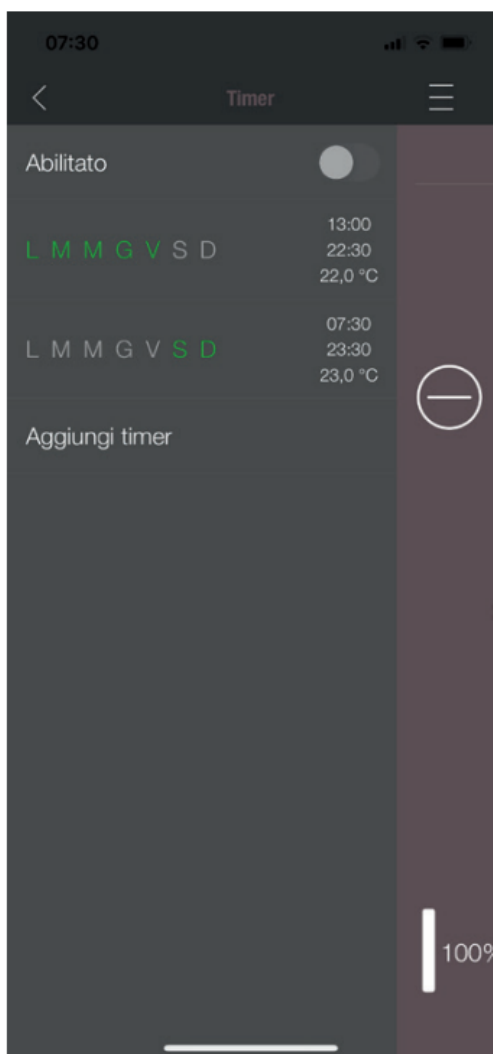 07:30
Timer
Abilitato
13:00
L M M G V S D
22:30
22,0 °C
07:30
L M M G V S D
23:30
23,0 °C
Aggiungi timer
100%